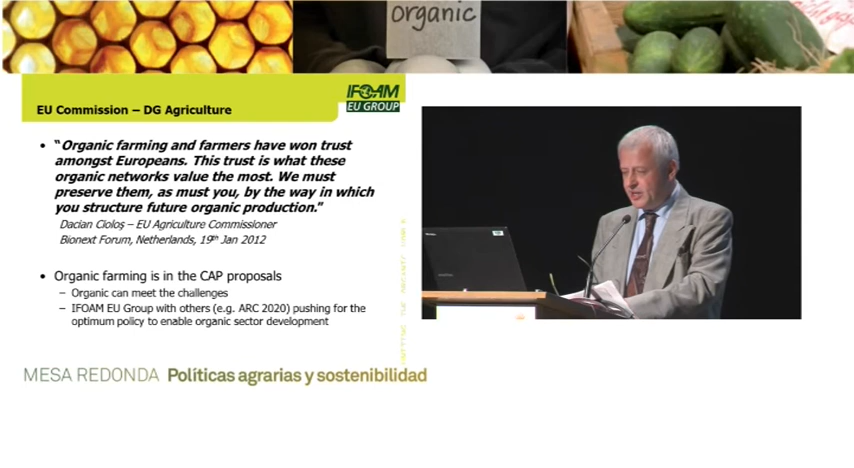 organic
IFOAM
EU GROUP
EU Commission – DG Agriculture
• "Organic farming and farmers have won trust
amongst Europeans. This trust is what these
organic networks value the most. We must
preserve them, as must you, by the way in which
you structure future organic production."
Dacian Cioloş – EU Agriculture Commissioner
Bionext Forum, Netherlands, 19th Jan 2012
• Organic farming is in the CAP proposals
– Organic can meet the challenges
– IFOAM EU Group with others (e.g. ARC 2020) pushing for the
optimum policy to enable organic sector development
MESA REDONDA Políticas agrarias y sostenibilidad